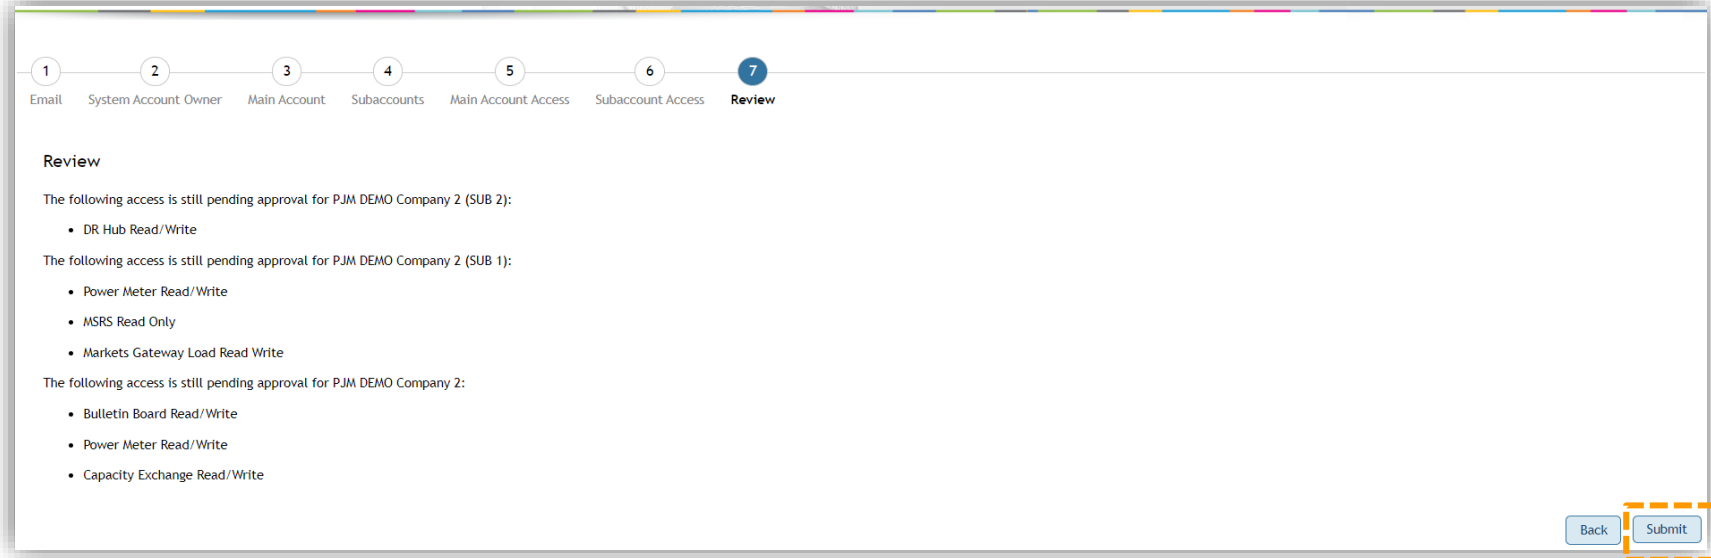 1 2 3 4 5 6 7
Email System Account Owner Main Account Subaccounts Main Account Access Subaccount Access Review
Review
The following access is still pending approval for PJM DEMO Company 2 (SUB 2):
• DR Hub Read/Write
The following access is still pending approval for PJM DEMO Company 2 (SUB 1):
• Power Meter Read/Write
• MSRS Read Only
• Markets Gateway Load Read Write
The following access is still pending approval for PJM DEMO Company 2:
• Bulletin Board Read/Write
• Power Meter Read/Write
• Capacity Exchange Read/Write
Back Submit